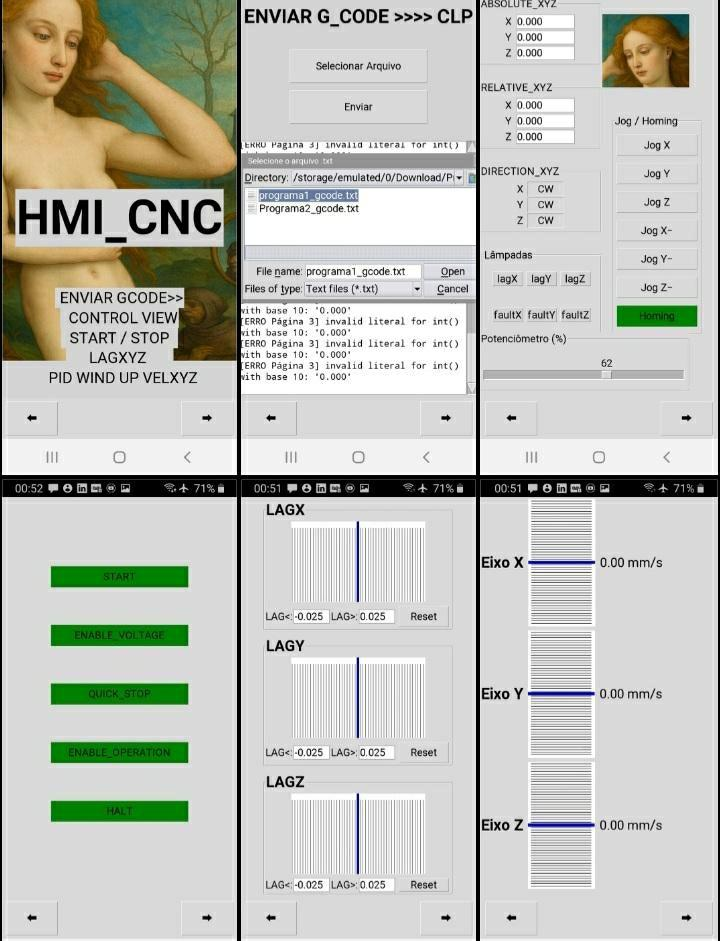 HMI_CNC
ENVIAR GCODE>>
CONTROL VIEW
START / STOP
LAGXYZ
PID WIND UP VELXYZ
ENVIAR G_CODE >>>> CLP
Selecionar Arquivo
Enviar
[ERRO Página 3] invalid literal for int()
Selecione o arquivo .txt
Directory: /storage/emulated/0/Download/P
programa1_gcode.txt
Programa2_gcode.txt
File name: programa1_gcode.txt Open
Files of type: Text files (*.txt) Cancel
[ERRO Página 3] invalid literal for int()
with base 10: '0.000'
[ERRO Página 3] invalid literal for int()
with base 10: '0.000'
[ERRO Página 3] invalid literal for int()
with base 10: '0.000'
[ERRO Página 3] invalid literal for int()
with base 10: '0.000'
ABSOLUTE_XYZ
X 0.000
Y 0.000
Z 0.000
RELATIVE_XYZ
X 0.000
Y 0.000
Z 0.000
DIRECTION_XYZ
X CW
Y CW
Z CW
Lâmpadas
lagX lagY lagZ
faultX faultY faultZ
Jog / Homing
Jog X
Jog Y
Jog Z
Jog X-
Jog Y-
Jog Z-
Homing
Potenciômetro (%)
62
00:52 71%
START
ENABLE_VOLTAGE
QUICK_STOP
ENABLE_OPERATION
HALT
00:51 71%
LAGX
LAG<: -0.025 LAG>: 0.025 Reset
LAGY
LAG<: -0.025 LAG>: 0.025 Reset
LAGZ
LAG<: -0.025 LAG>: 0.025 Reset
00:51 71%
Eixo X 0.00 mm/s
Eixo Y 0.00 mm/s
Eixo Z 0.00 mm/s